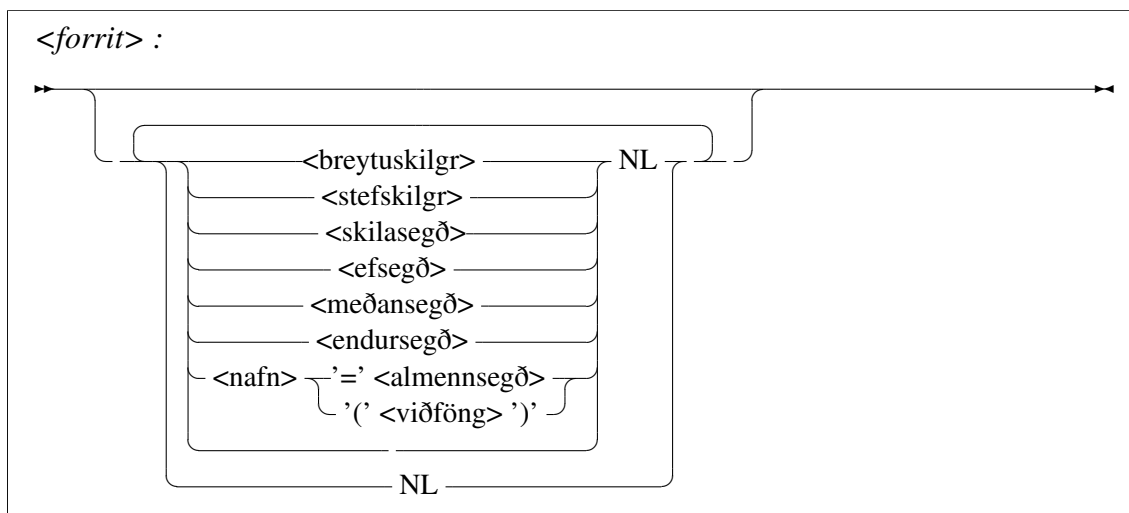 <forrit> :
<breytuskilgr> NL
<stefskilgr>
<skilasegð>
<efsegð>
<meðansegð>
<endursegð>
<nafn> ’=’ <almennsegð>
’(’ <viðföng> ’)’
NL